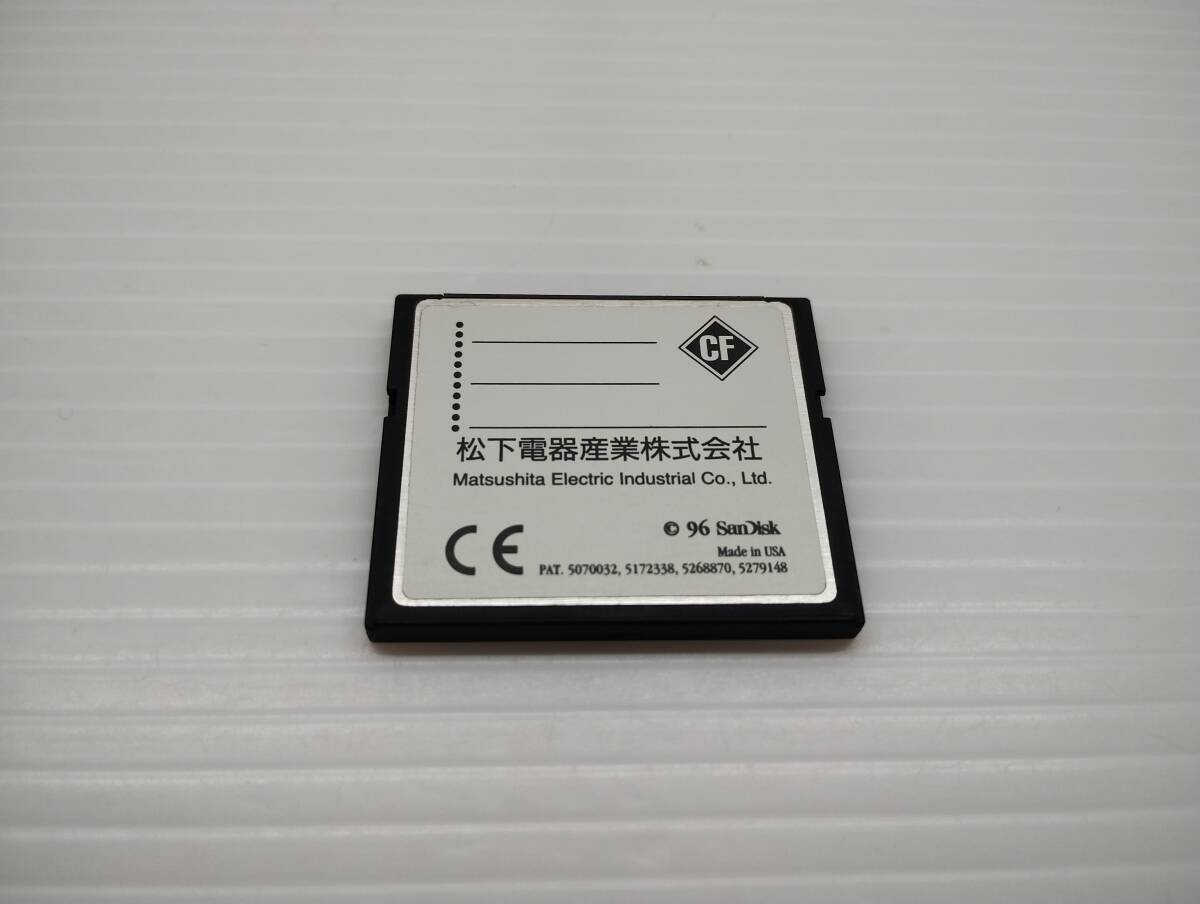 CF
松下電器産業株式会社
Matsushita Electric Industrial Co., Ltd.
© 96 SanDisk
Made in USA
CE PAT. 5070032, 5172338, 5268870, 5279148